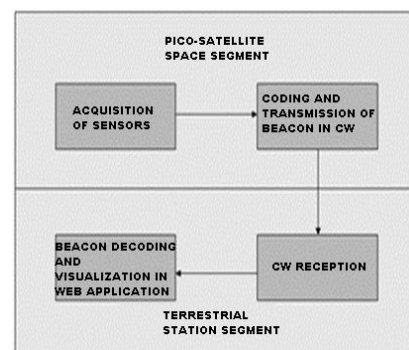 PICO-SATELLITE
SPACE SEGMENT
ACQUISITION
OF SENSORS
CODING AND
TRANSMISSION OF
BEACON IN CW
BEACON DECODING
AND
VISUALIZATION IN
WEB APPLICATION
CW RECEPTION
TERRESTRIAL
STATION SEGMENT